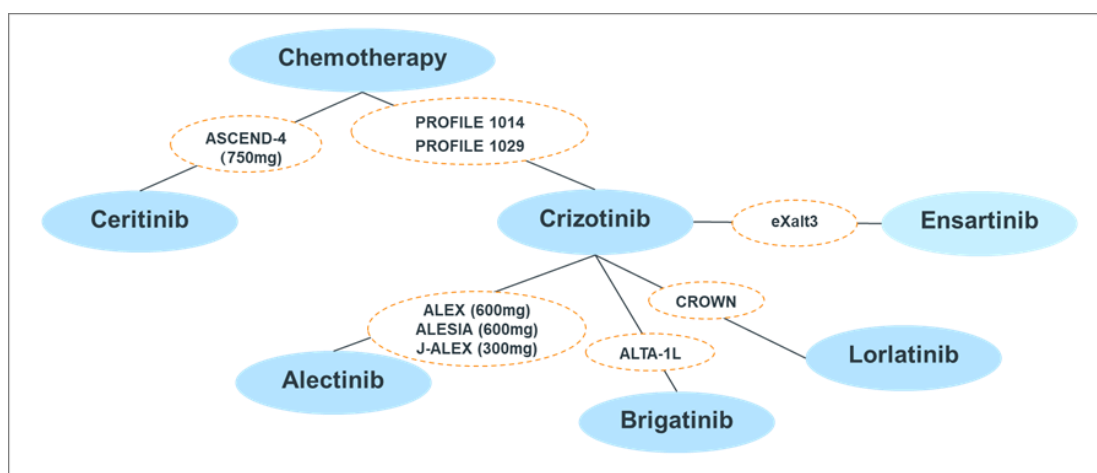 Chemotherapy
PROFILE 1014
PROFILE 1029
ASCEND-4
(750mg)
Ceritinib
Crizotinib
eXalt3
Ensartinib
ALEX (600mg)
ALESIA (600mg)
J-ALEX (300mg)
CROWN
ALTA-1L
Lorlatinib
Alectinib
Brigatinib